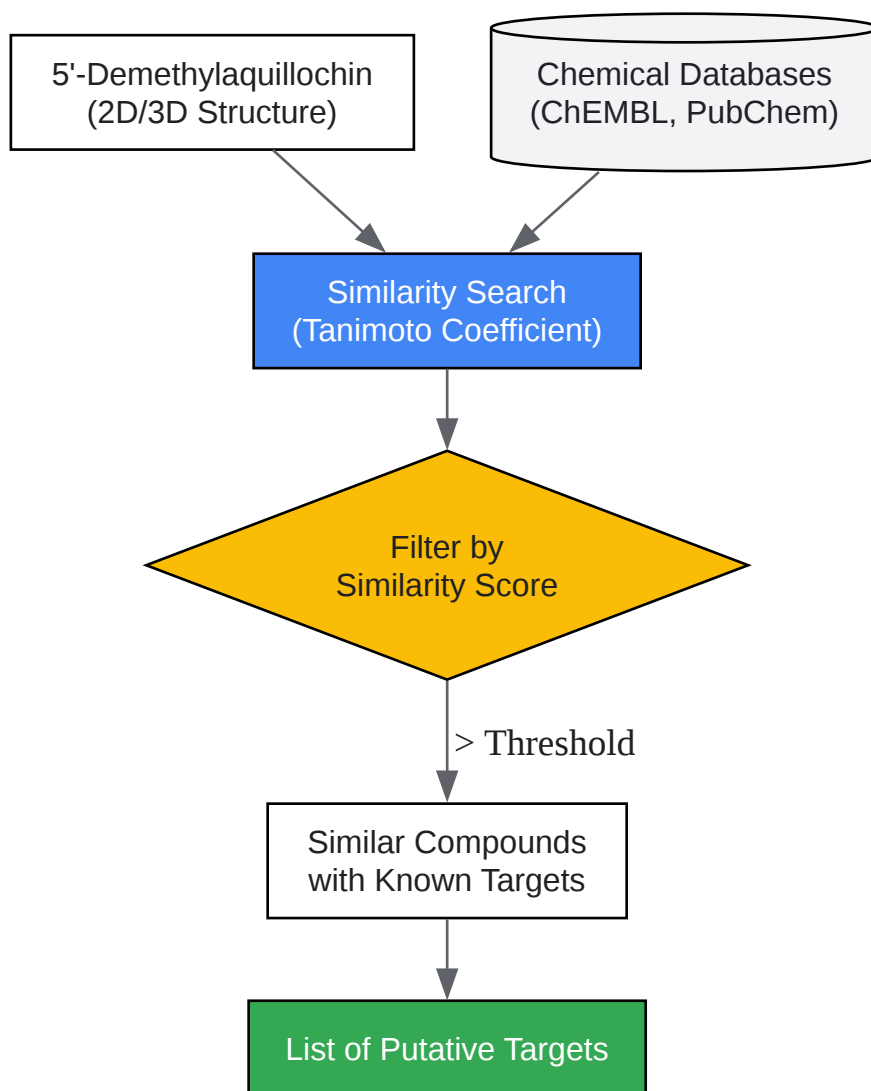 5'-Demethylaquillochin
(2D/3D Structure)
Chemical Databases
(ChEMBL, PubChem)
Similarity Search
(Tanimoto Coefficient)
Filter by
Similarity Score
> Threshold
Similar Compounds
with Known Targets
List of Putative Targets